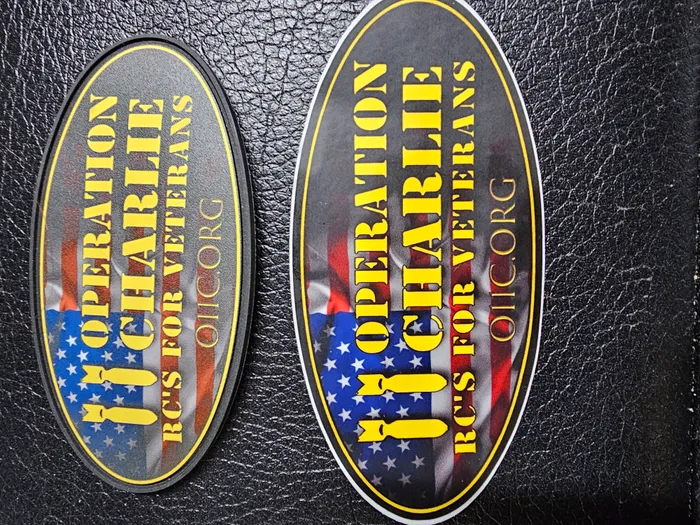 OPERATION
CHARLIE
RC'S FOR VETERANS
OIIC.ORG
OPERATION
CHARLIE
RC'S FOR VETERANS
OIIC.ORG